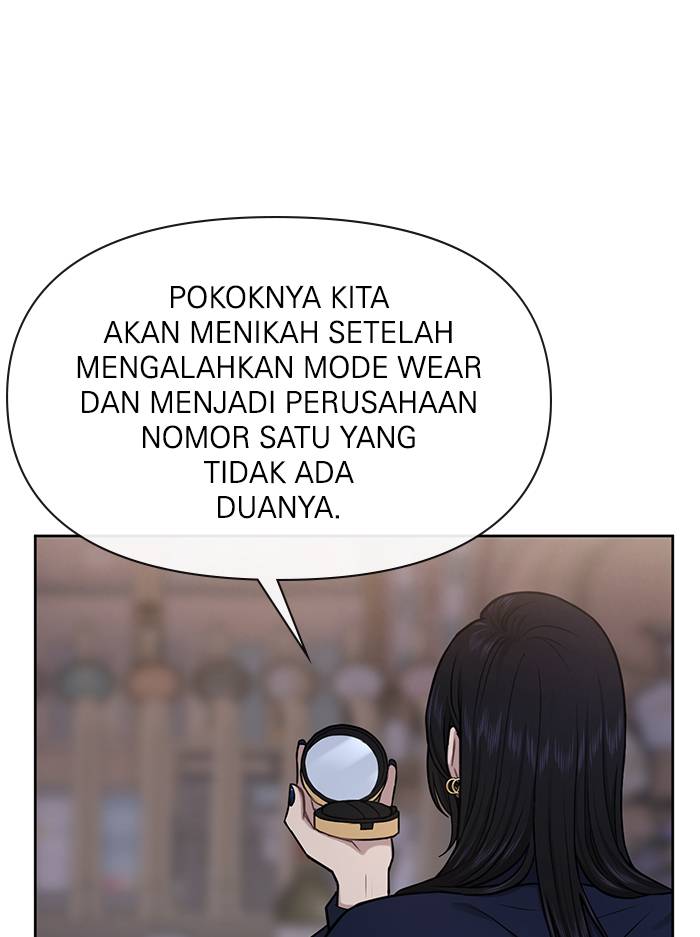 POKOKNYA KITA
AKAN MENIKAH SETELAH
MENGALAHKAN MODE WEAR
DAN MENJADI PERUSAHAAN
NOMOR SATU YANG
TIDAK ADA
DUANYA.